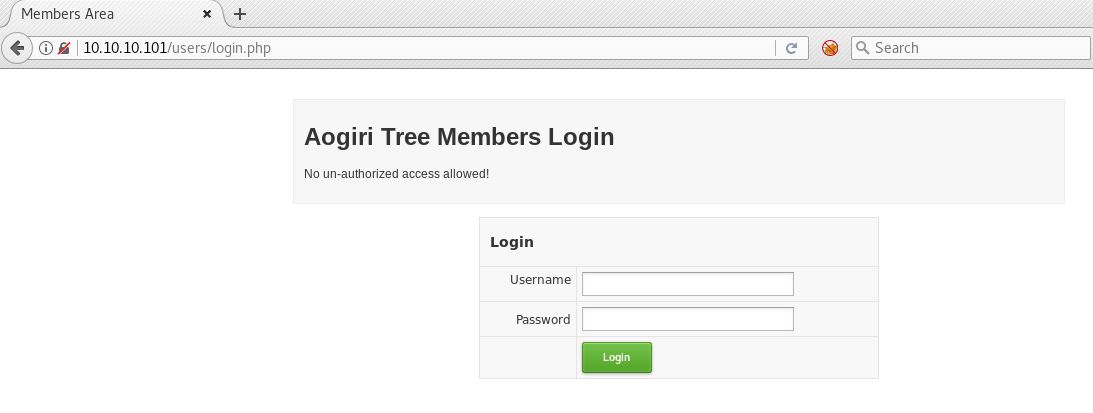 Members Area
10.10.10.101/users/login.php
Search
Aogiri Tree Members Login
No un-authorized access allowed!
Login
Username
Password
Login